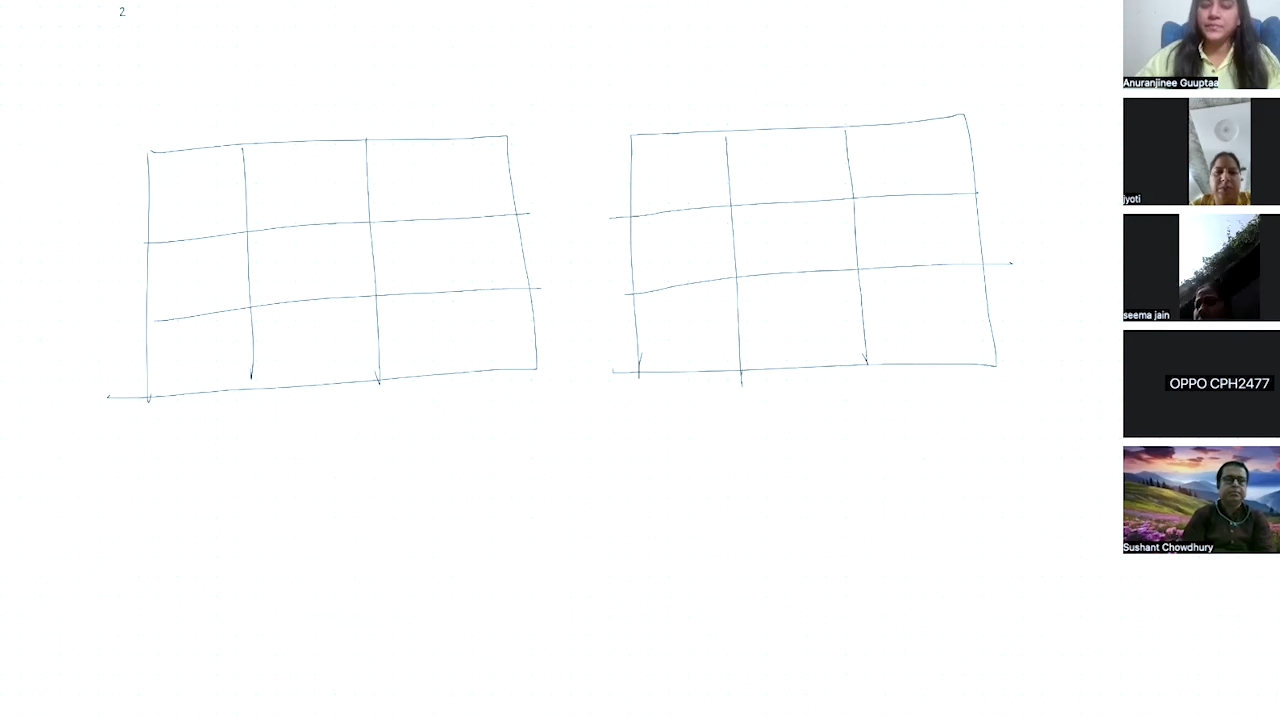 2
Anuranjinee Guuptaa
jyoti
seema jain
OPPO CPH2477
Sushant Chowdhury